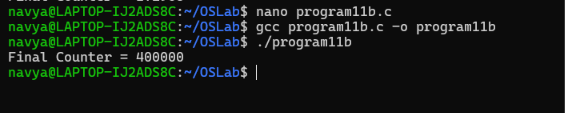 navya@LAPTOP-IJ2ADS8C:~/OSLab$ nano program11b.c
navya@LAPTOP-IJ2ADS8C:~/OSLab$ gcc program11b.c -o program11b
navya@LAPTOP-IJ2ADS8C:~/OSLab$ ./program11b
Final Counter = 400000
navya@LAPTOP-IJ2ADS8C:~/OSLab$